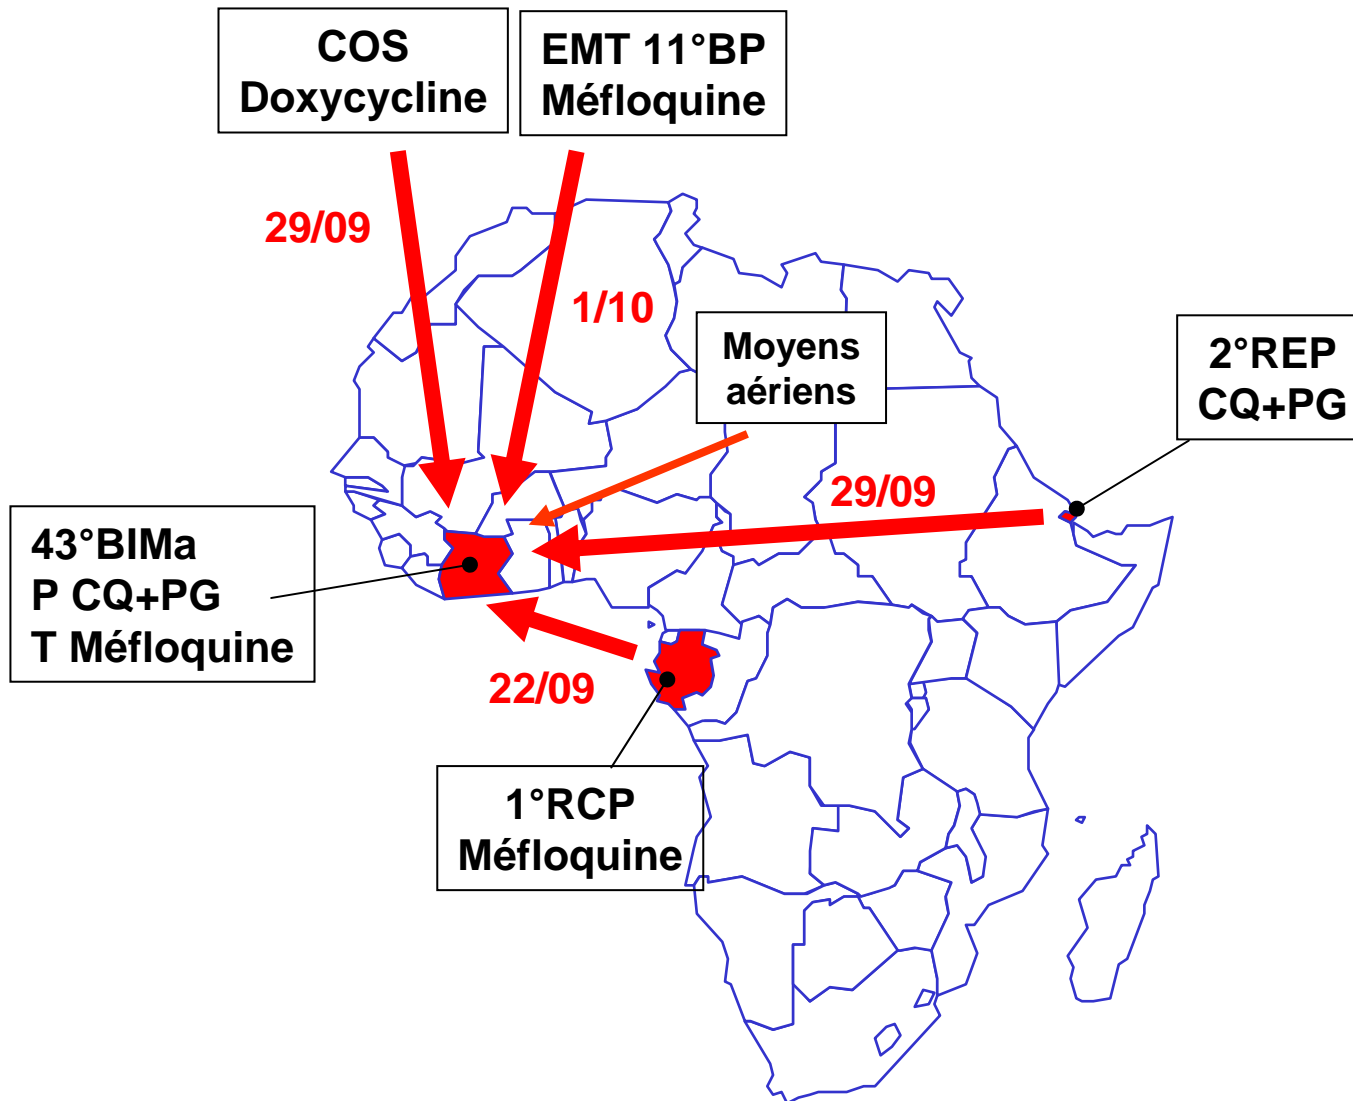 COS
Doxycycline
EMT 11°BP
Méfloquine
29/09
1/10
Moyens
aériens
2°REP
CQ+PG
29/09
43°BIMa
P CQ+PG
T Méfloquine
22/09
1°RCP
Méfloquine